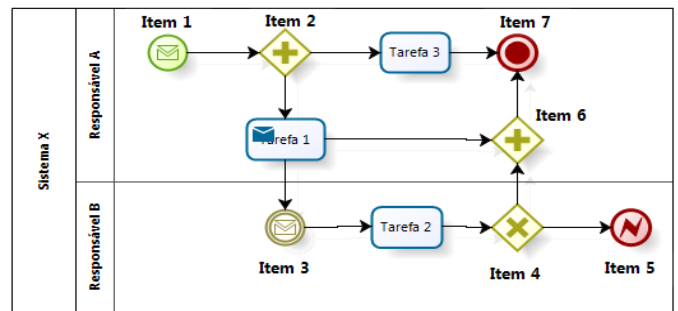 Sistema X
Responsável A
Responsável B
Item 1
Item 2
Item 7
Tarefa 3
Item 6
Tarefa 1
Tarefa 2
Item 3
Item 4
Item 5